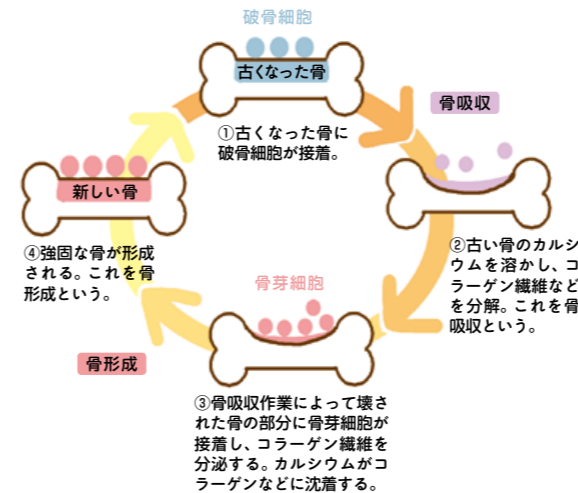 破骨細胞
古くなった骨
①古くなった骨に
破骨細胞が接着。
骨吸収
②古い骨のカルシ
ウムを溶かし、コ
ラーゲン繊維など
を分解。これを骨
吸収という。
骨芽細胞
③骨吸収作業によって壊さ
れた骨の部分に骨芽細胞が
接着し、コラーゲン繊維を
分泌する。カルシウムがコ
ラーゲンなどに沈着する。
骨形成
新しい骨
④強固な骨が形成
される。これを骨
形成という。